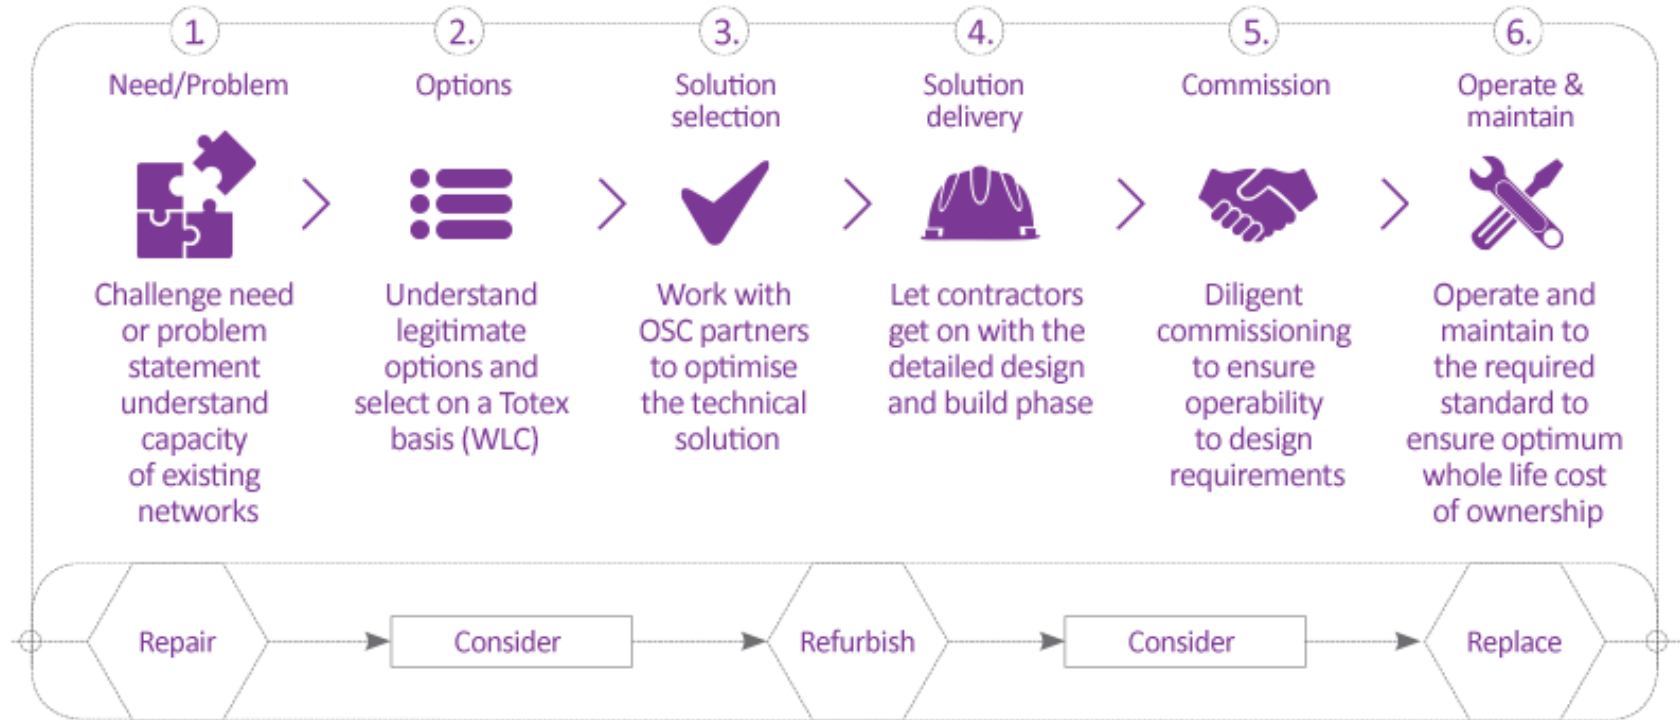 1.
Need/Problem
Challenge need
or problem
statement
understand
capacity
of existing
networks
2.
Options
Understand
legitimate
options and
select on a Totex
basis (WLC)
3.
Solution
selection
Work with
OSC partners
to optimise
the technical
solution
4.
Solution
delivery
Let contractors
get on with the
detailed design
and build phase
5.
Commission
Diligent
commissioning
to ensure
operability
to design
requirements
6.
Operate &
maintain
Operate and
maintain to
the required
standard to
ensure optimum
whole life cost
of ownership
Repair
Consider
Refurbish
Consider
Replace